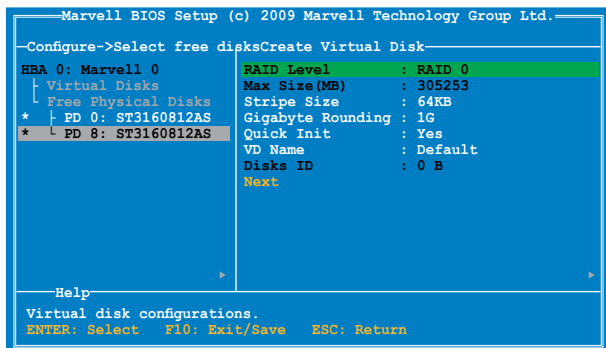 Marvell BIOS Setup (c) 2009 Marvell Technology Group Ltd.
Configure->Select free disksCreate Virtual Disk
HBA 0: Marvell 0
Virtual Disks
Free Physical Disks
* PD 0: ST3160812AS
* PD 8: ST3160812AS
RAID Level : RAID 0
Max Size(MB) : 305253
Stripe Size : 64KB
Gigabyte Rounding : 1G
Quick Init : Yes
VD Name : Default
Disks ID : 0 B
Next
Help
Virtual disk configurations.
ENTER: Select F10: Exit/Save ESC: Return